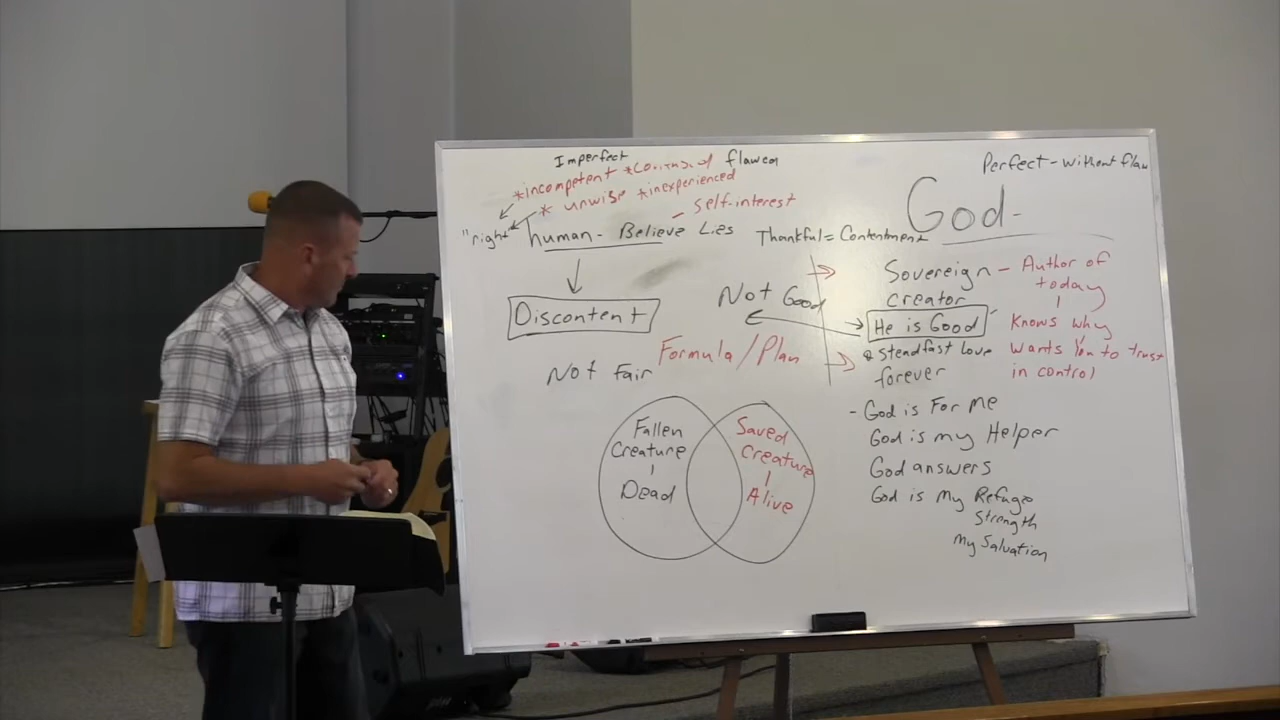 Imperfect
flawed
*incompetent
* unwise *inexperienced
- Self-interest
"right"
human - Believe Lies
Discontent
Not Good
Not Fair
Formula/Plan
Fallen
Creature
Dead
Saved
Creature
Alive
Perfect - without flaw
God -
Thankful = Contentment
Sovereign - Author of
today
creator
He is Good
Knows why
* Steadfast Love
forever
Wants You to trust
in control
- God is For me
God is my Helper
God answers
God is My Refuge
Strength
My Salvation